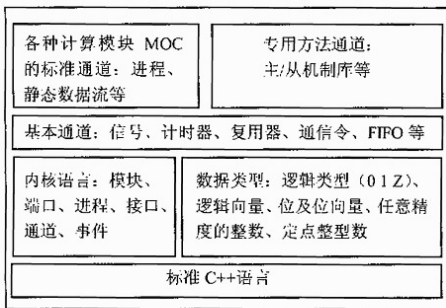 各种计算模块 MOC
的标准通道：进程、
静态数据流等
专用方法通道：
主/从机制库等
基本通道：信号、计时器、复用器、通信令、FIFO 等
内核语言：模块、
端口、进程、接口、
通道、事件
数据类型：逻辑类型（0 1 Z）、
逻辑向量、位及位向量、任意精
度的整数、定点整型数
标准 C++语言